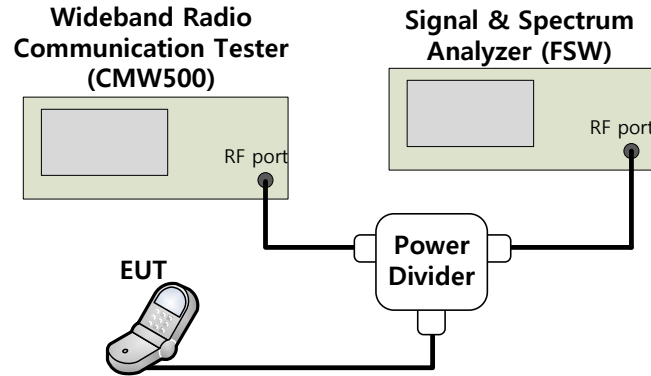 Wideband Radio
Communication Tester
(CMW500)
Signal & Spectrum
Analyzer (FSW)
RF port
RF port
Power
Divider
EUT